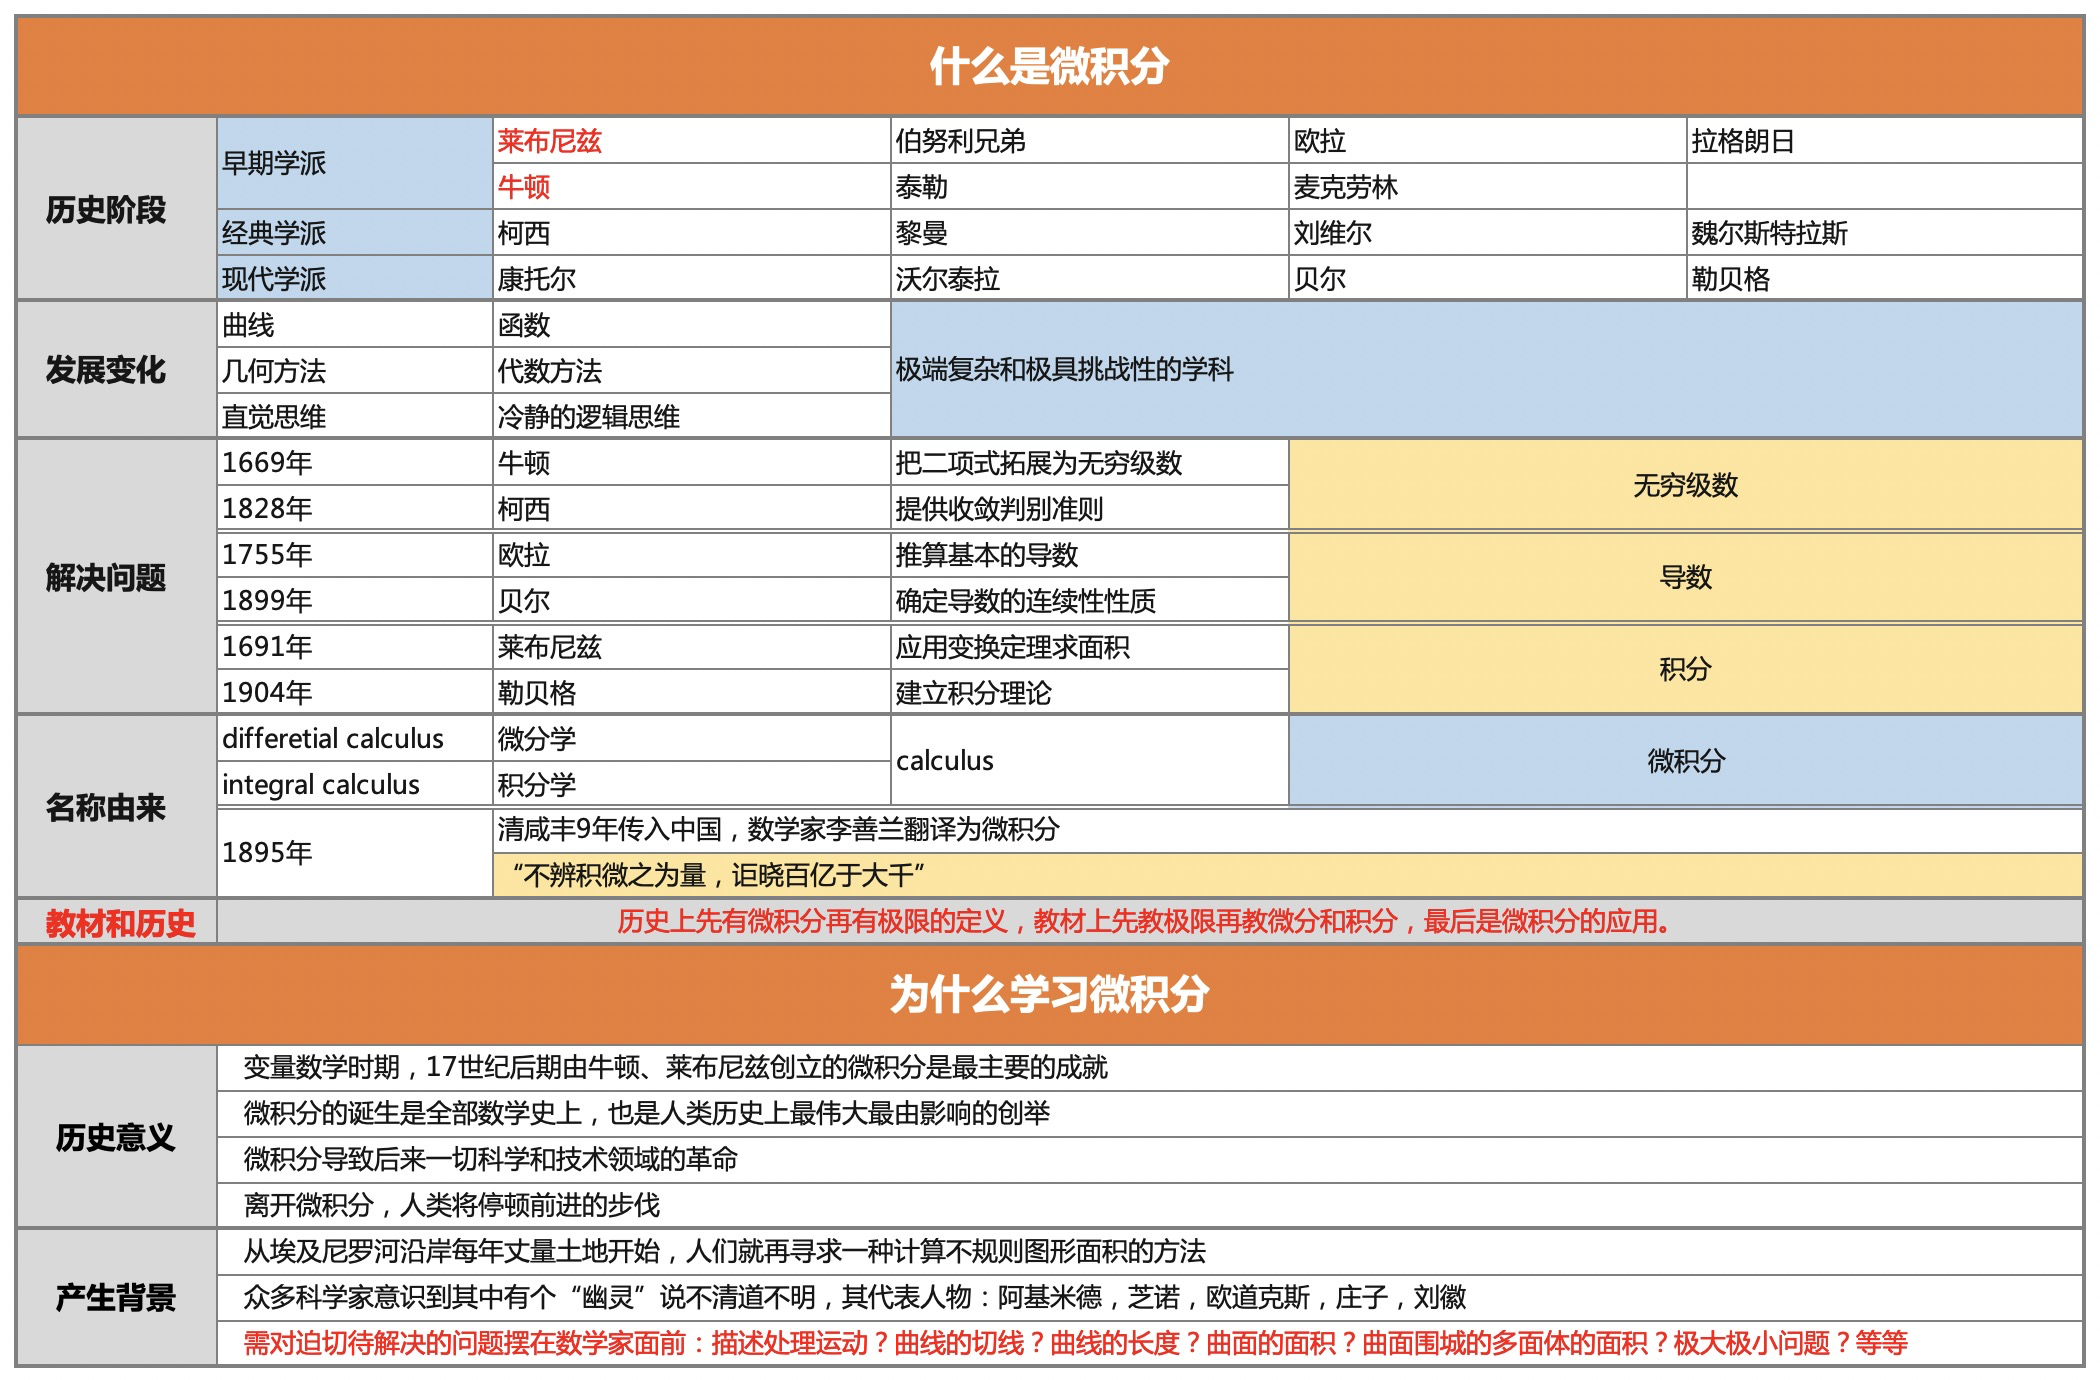 什么是微积分
历史阶段
早期学派
莱布尼兹 伯努利兄弟 欧拉 拉格朗日
牛顿 泰勒 麦克劳林
经典学派 柯西 黎曼 刘维尔 魏尔斯特拉斯
现代学派 康托尔 沃尔泰拉 贝尔 勒贝格
发展变化
曲线 函数
几何方法 代数方法
直觉思维 冷静的逻辑思维
极端复杂和极具挑战性的学科
解决问题
1669年 牛顿 把二项式拓展为无穷级数
1828年 柯西 提供收敛判别准则
无穷级数
1755年 欧拉 推算基本的导数
1899年 贝尔 确定导数的连续性性质
导数
1691年 莱布尼兹 应用变换定理求面积
1904年 勒贝格 建立积分理论
积分
名称由来
differetial calculus 微分学
integral calculus 积分学
calculus
微积分
1895年
清咸丰9年传入中国，数学家李善兰翻译为微积分
“不辨积微之为量，讵晓百亿于大千”
教材和历史 历史上先有微积分再有极限的定义，教材上先教极限再教微分和积分，最后是微积分的应用。
为什么学习微积分
历史意义
变量数学时期，17世纪后期由牛顿、莱布尼兹创立的微积分是最主要的成就
微积分的诞生是全部数学史上，也是人类历史上最伟大最由影响的创举
微积分导致后来一切科学和技术领域的革命
离开微积分，人类将停顿前进的步伐
产生背景
从埃及尼罗河沿岸每年丈量土地开始，人们就再寻求一种计算不规则图形面积的方法
众多科学家意识到其中有个“幽灵”说不清道不明，其代表人物：阿基米德，芝诺，欧道克斯，庄子，刘徽
需对迫切待解决的问题摆在数学家面前：描述处理运动？曲线的切线？曲线的长度？曲面的面积？曲面围城的多面体的面积？极大极小问题？等等